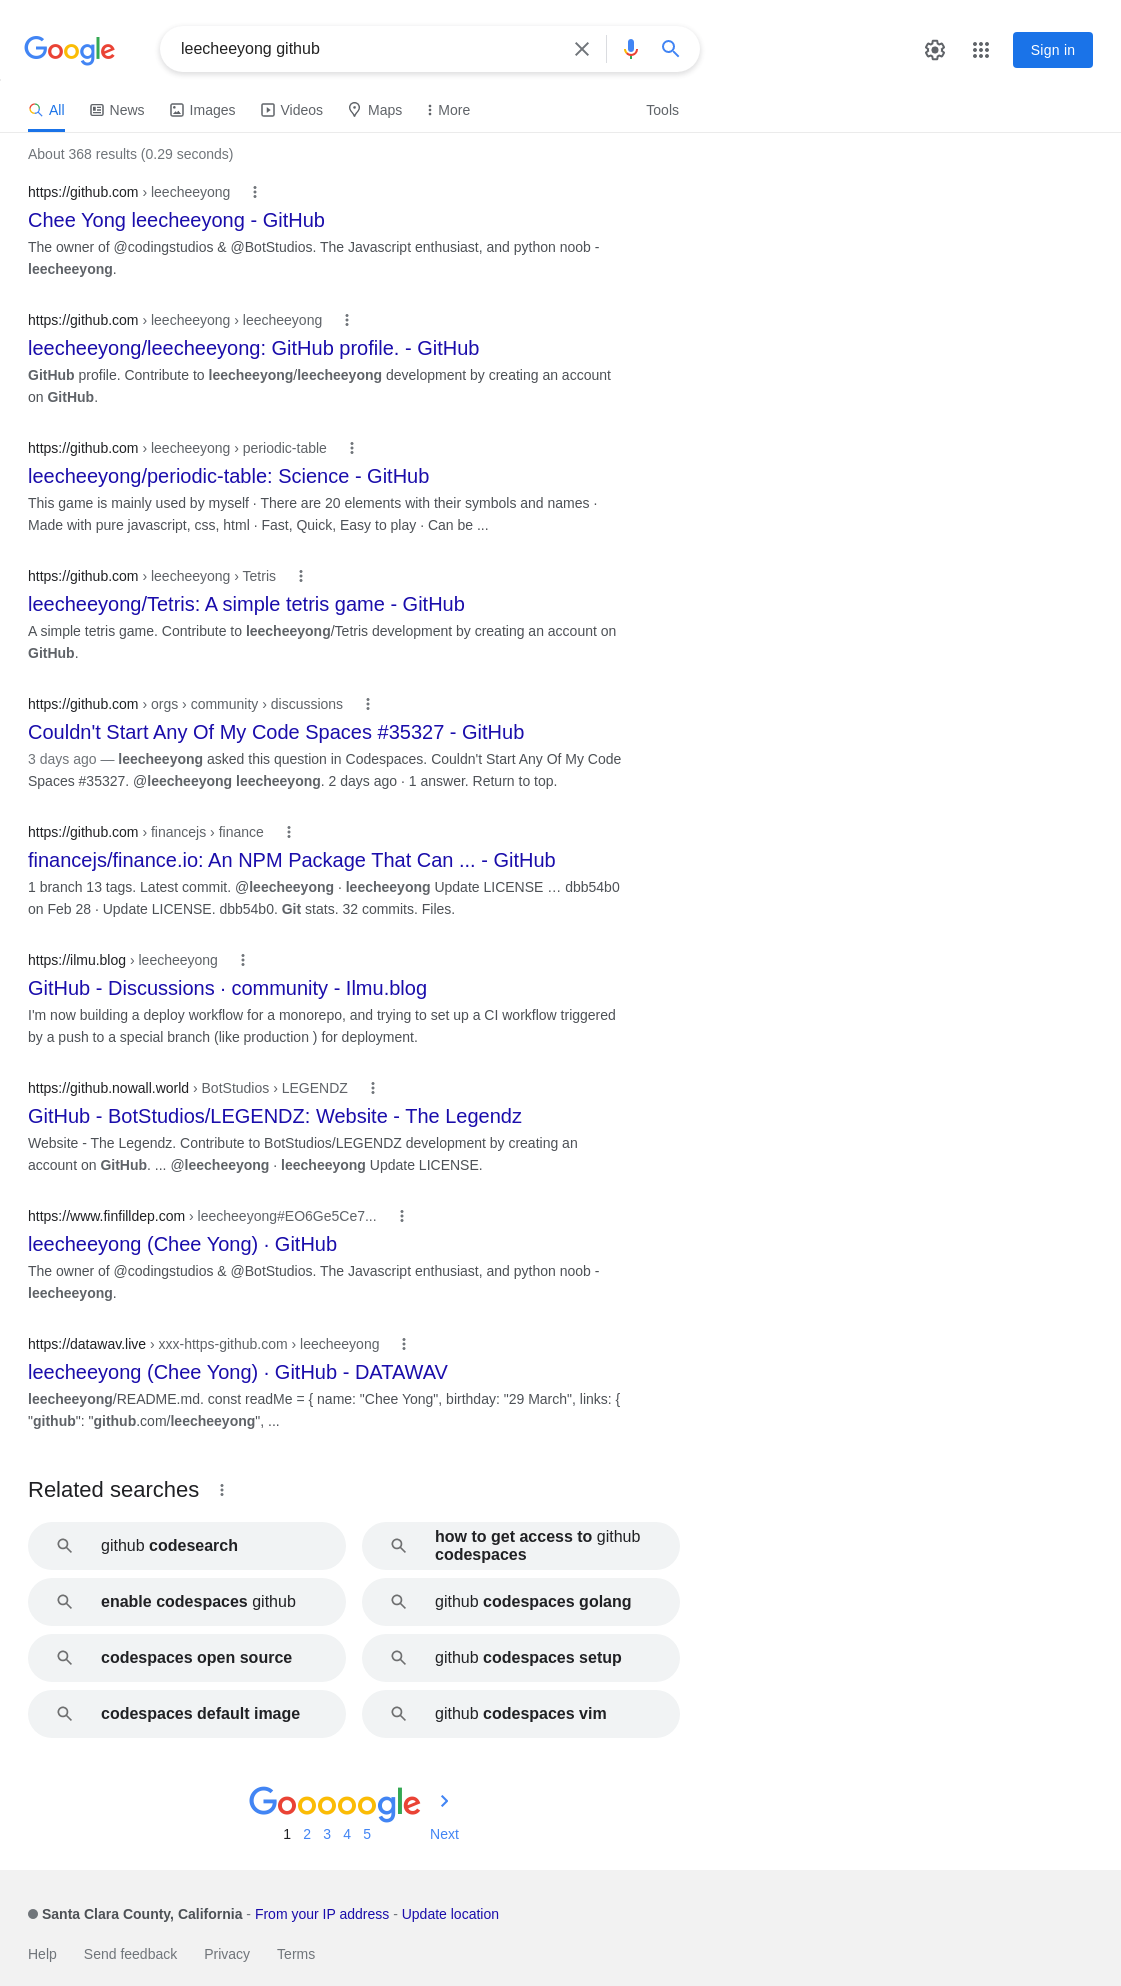 Google
leecheeyong github
Sign in
All
News
Images
Videos
Maps
More
Tools
About 368 results (0.29 seconds)
https://github.com › leecheeyong
Chee Yong leecheeyong - GitHub
The owner of @codingstudios & @BotStudios. The Javascript enthusiast, and python noob -
leecheeyong.
https://github.com › leecheeyong › leecheeyong
leecheeyong/leecheeyong: GitHub profile. - GitHub
GitHub profile. Contribute to leecheeyong/leecheeyong development by creating an account
on GitHub.
https://github.com › leecheeyong › periodic-table
leecheeyong/periodic-table: Science - GitHub
This game is mainly used by myself · There are 20 elements with their symbols and names ·
Made with pure javascript, css, html · Fast, Quick, Easy to play · Can be ...
https://github.com › leecheeyong › Tetris
leecheeyong/Tetris: A simple tetris game - GitHub
A simple tetris game. Contribute to leecheeyong/Tetris development by creating an account on
GitHub.
https://github.com › orgs › community › discussions
Couldn't Start Any Of My Code Spaces #35327 - GitHub
3 days ago — leecheeyong asked this question in Codespaces. Couldn't Start Any Of My Code
Spaces #35327. @leecheeyong leecheeyong. 2 days ago · 1 answer. Return to top.
https://github.com › financejs › finance
financejs/finance.io: An NPM Package That Can ... - GitHub
1 branch 13 tags. Latest commit. @leecheeyong · leecheeyong Update LICENSE … dbb54b0
on Feb 28 · Update LICENSE. dbb54b0. Git stats. 32 commits. Files.
https://ilmu.blog › leecheeyong
GitHub - Discussions · community - Ilmu.blog
I'm now building a deploy workflow for a monorepo, and trying to set up a CI workflow triggered
by a push to a special branch (like production ) for deployment.
https://github.nowall.world › BotStudios › LEGENDZ
GitHub - BotStudios/LEGENDZ: Website - The Legendz
Website - The Legendz. Contribute to BotStudios/LEGENDZ development by creating an
account on GitHub. ... @leecheeyong · leecheeyong Update LICENSE.
https://www.finfilldep.com › leecheeyong#EO6Ge5Ce7...
leecheeyong (Chee Yong) · GitHub
The owner of @codingstudios & @BotStudios. The Javascript enthusiast, and python noob -
leecheeyong.
https://datawav.live › xxx-https-github.com › leecheeyong
leecheeyong (Chee Yong) · GitHub - DATAWAV
leecheeyong/README.md. const readMe = { name: "Chee Yong", birthday: "29 March", links: {
"github": "github.com/leecheeyong", ...
Related searches
github codesearch
how to get access to github
codespaces
enable codespaces github
github codespaces golang
codespaces open source
github codespaces setup
codespaces default image
github codespaces vim
Gooooogle
1 2 3 4 5 Next
Santa Clara County, California - From your IP address - Update location
Help Send feedback Privacy Terms